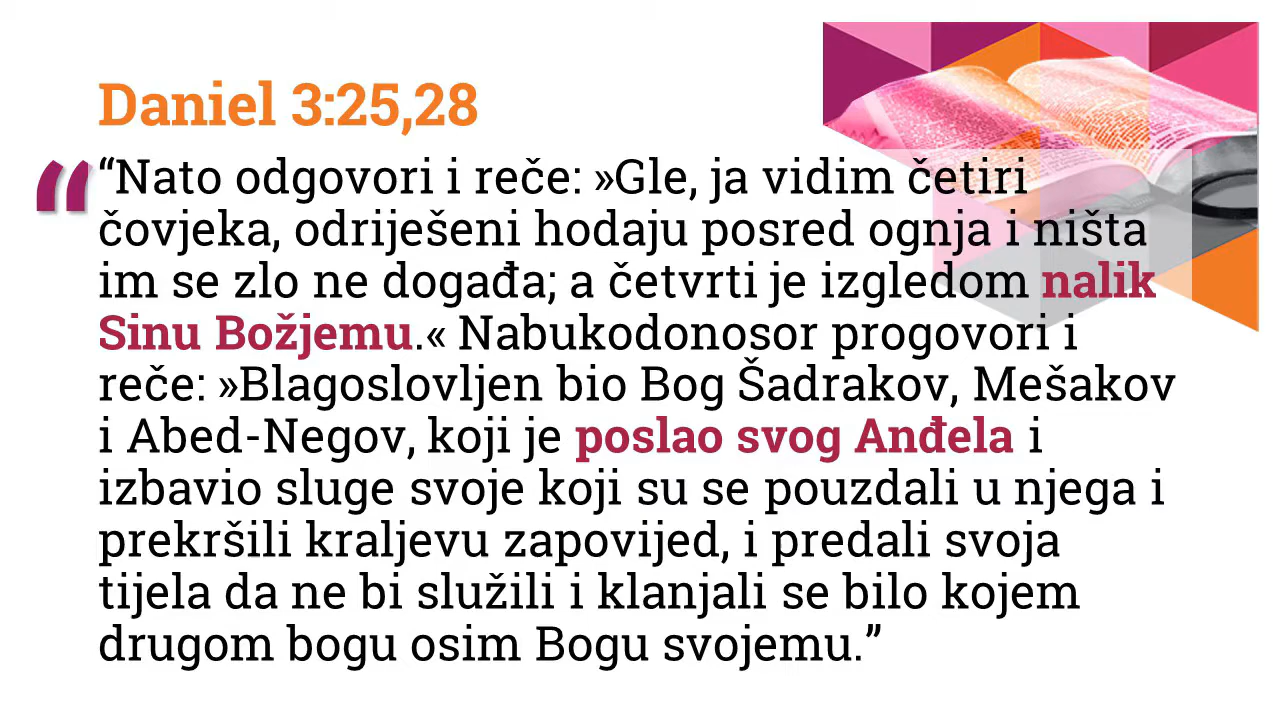 Daniel 3:25,28
“Nato odgovori i reče: »Gle, ja vidim četiri
čovjeka, odriješeni hodaju posred ognja i ništa
im se zlo ne događa; a četvrti je izgledom nalik
Sinu Božjemu.« Nabukodonosor progovori i
reče: »Blagoslovljen bio Bog Šadrakov, Mešakov
i Abed-Negov, koji je poslao svog Anđela i
izbavio sluge svoje koji su se pouzdali u njega i
prekršili kraljevu zapovijed, i predali svoja
tijela da ne bi služili i klanjali se bilo kojem
drugom bogu osim Bogu svojemu.”